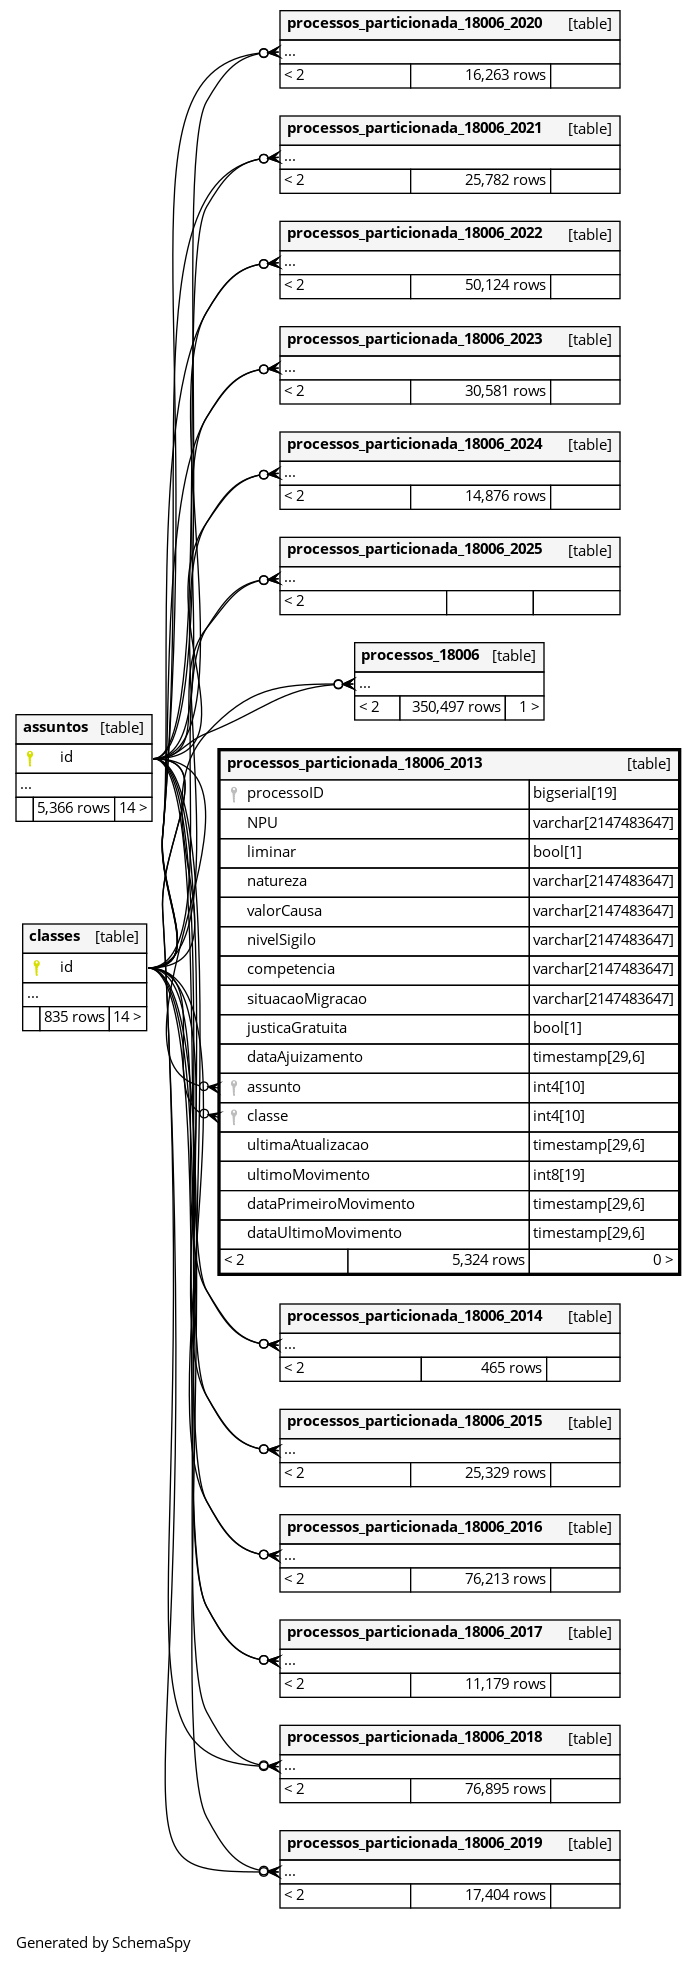 processos_particionada_18006_2020 [table]
...
< 2 16,263 rows
processos_particionada_18006_2021 [table]
...
< 2 25,782 rows
processos_particionada_18006_2022 [table]
...
< 2 50,124 rows
processos_particionada_18006_2023 [table]
...
< 2 30,581 rows
processos_particionada_18006_2024 [table]
...
< 2 14,876 rows
processos_particionada_18006_2025 [table]
...
< 2
processos_18006 [table]
...
< 2 350,497 rows 1 >
assuntos [table]
id
...
5,366 rows 14 >
classes [table]
id
...
835 rows 14 >
processos_particionada_18006_2013 [table]
processoID bigserial[19]
NPU varchar[2147483647]
liminar bool[1]
natureza varchar[2147483647]
valorCausa varchar[2147483647]
nivelSigilo varchar[2147483647]
competencia varchar[2147483647]
situacaoMigracao varchar[2147483647]
justicaGratuita bool[1]
dataAjuizamento timestamp[29,6]
assunto int4[10]
classe int4[10]
ultimaAtualizacao timestamp[29,6]
ultimoMovimento int8[19]
dataPrimeiroMovimento timestamp[29,6]
dataUltimoMovimento timestamp[29,6]
< 2 5,324 rows 0 >
processos_particionada_18006_2014 [table]
...
< 2 465 rows
processos_particionada_18006_2015 [table]
...
< 2 25,329 rows
processos_particionada_18006_2016 [table]
...
< 2 76,213 rows
processos_particionada_18006_2017 [table]
...
< 2 11,179 rows
processos_particionada_18006_2018 [table]
...
< 2 76,895 rows
processos_particionada_18006_2019 [table]
...
< 2 17,404 rows
Generated by SchemaSpy